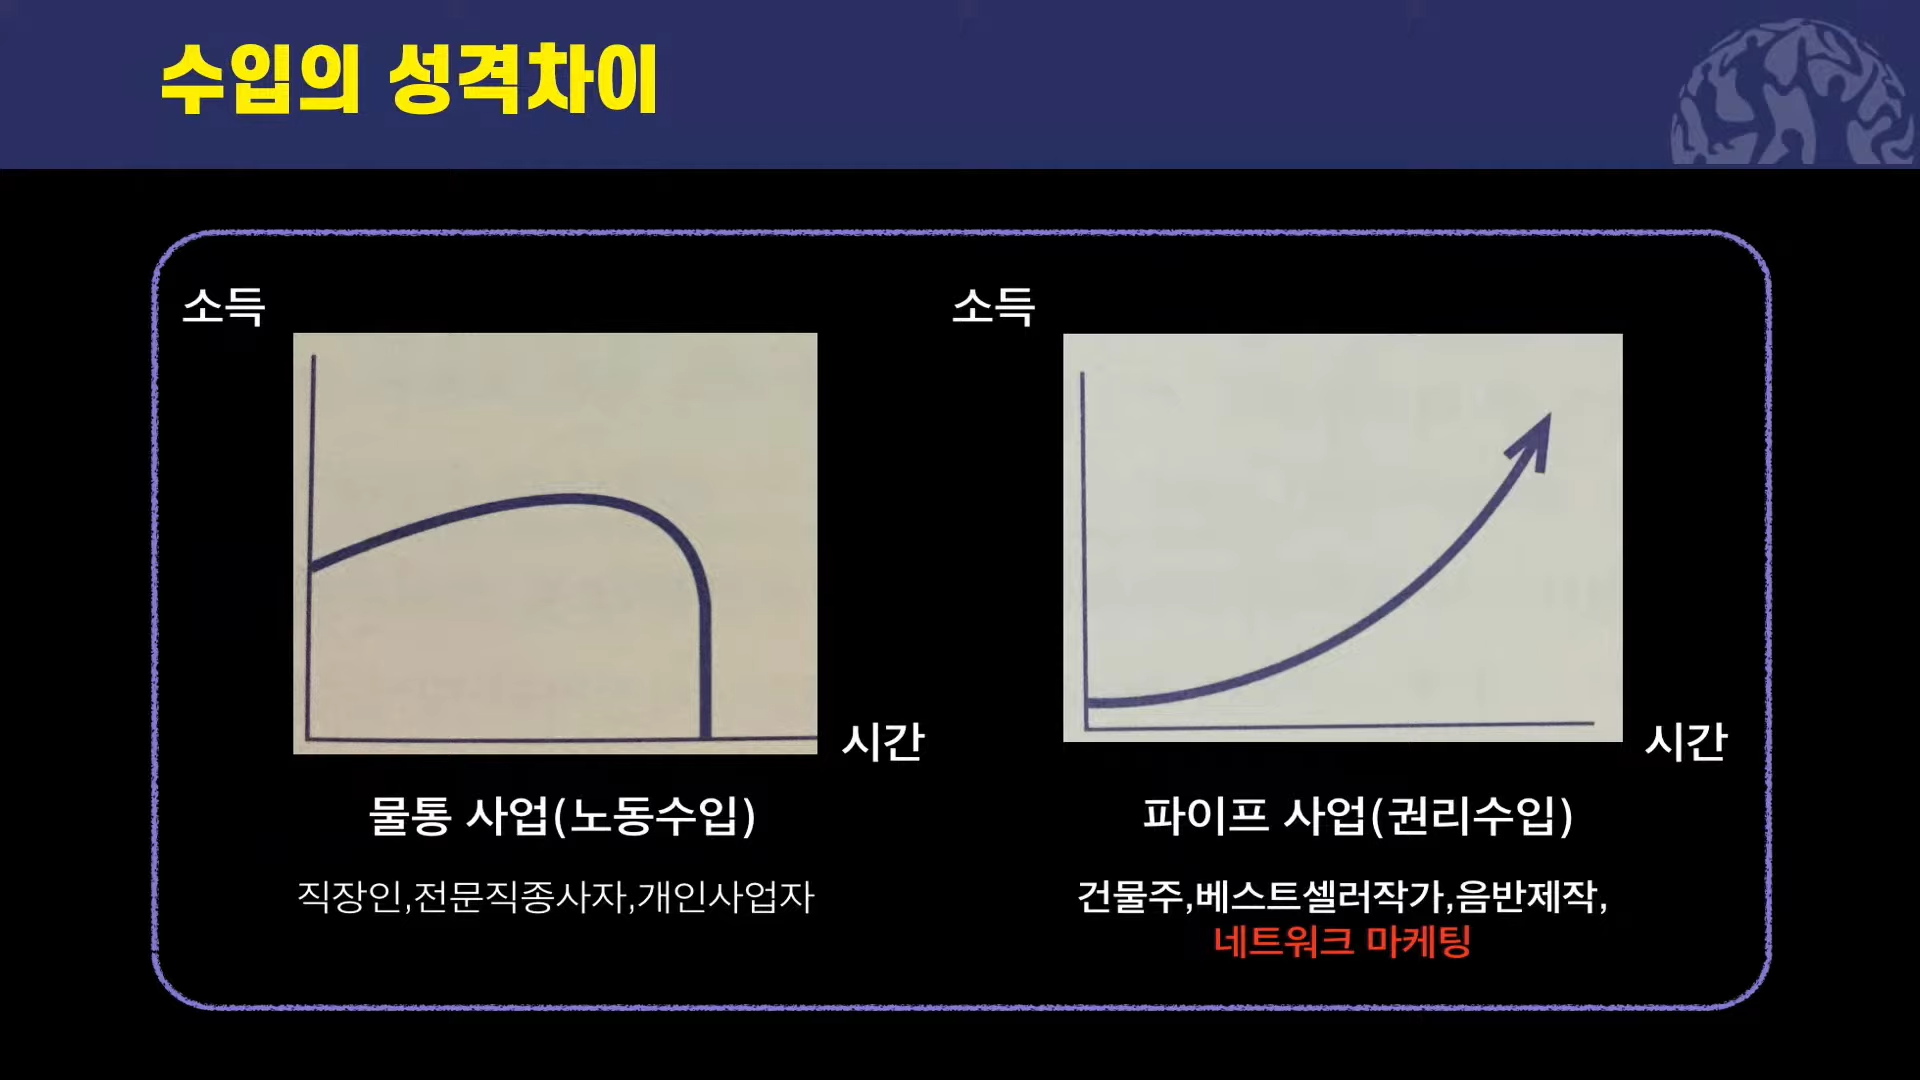 수입의 성격차이
소득
시간
물통 사업(노동수입)
직장인,전문직종사자,개인사업자
소득
시간
파이프 사업(권리수입)
건물주,베스트셀러작가,음반제작,
네트워크 마케팅